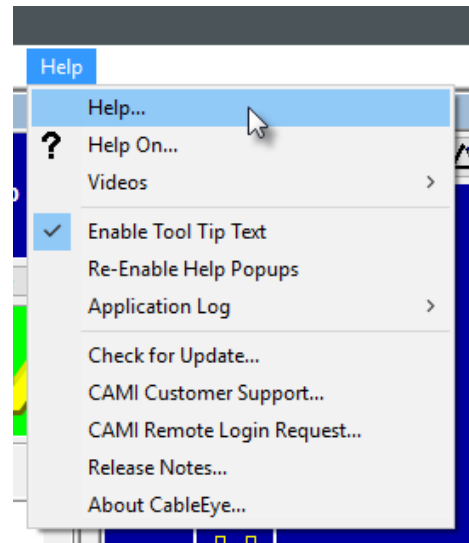 Help
Help...
? Help On...
Videos
Enable Tool Tip Text
Re-Enable Help Popups
Application Log
Check for Update...
CAMI Customer Support...
CAMI Remote Login Request...
Release Notes...
About CableEye...